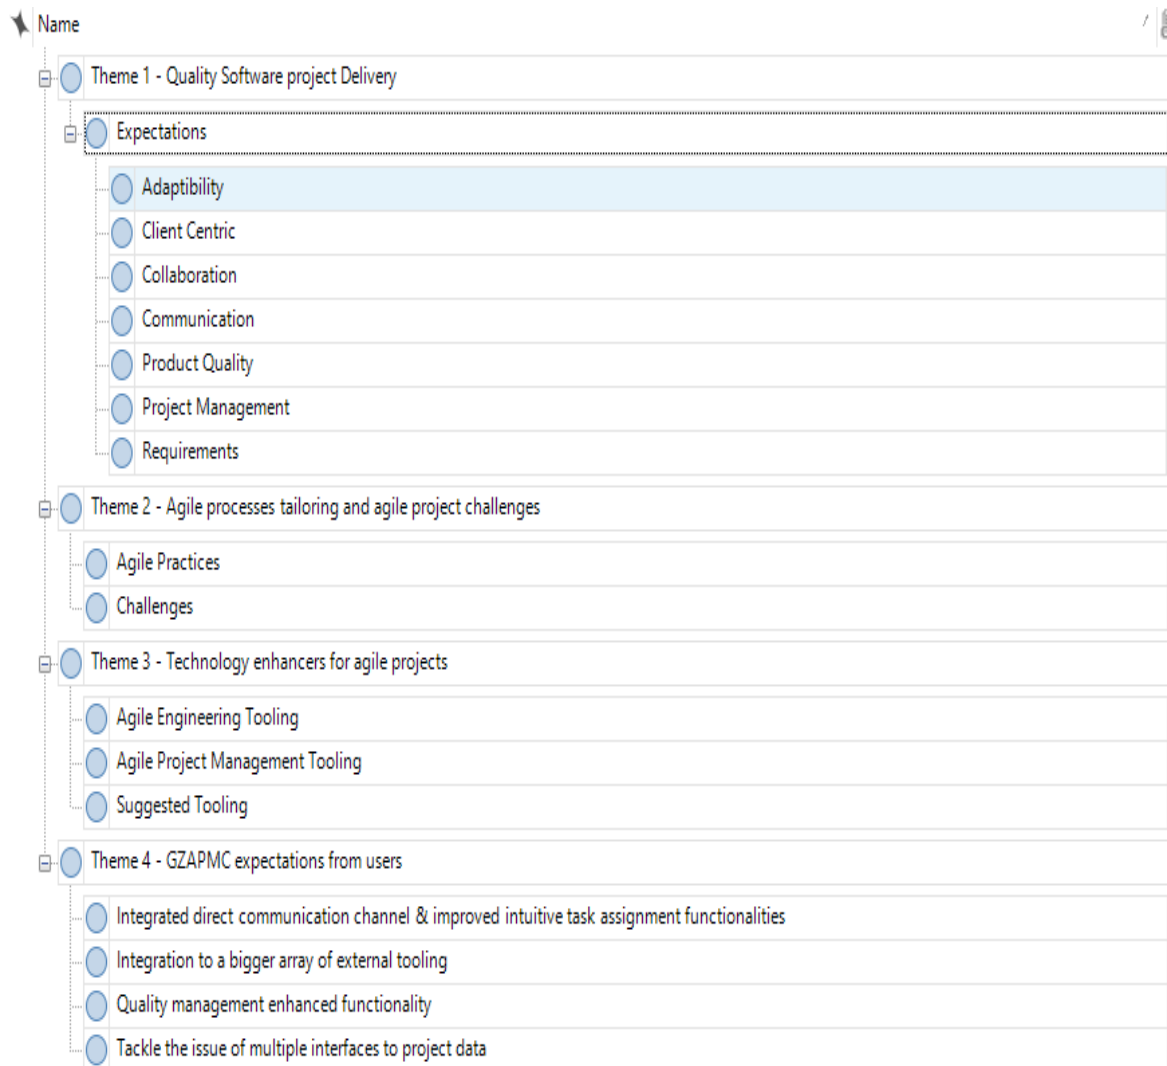 Name
Theme 1 - Quality Software project Delivery
Expectations
Adaptibility
Client Centric
Collaboration
Communication
Product Quality
Project Management
Requirements
Theme 2 - Agile processes tailoring and agile project challenges
Agile Practices
Challenges
Theme 3 - Technology enhancers for agile projects
Agile Engineering Tooling
Agile Project Management Tooling
Suggested Tooling
Theme 4 - GZAPMC expectations from users
Integrated direct communication channel & improved intuitive task assignment functionalities
Integration to a bigger array of external tooling
Quality management enhanced functionality
Tackle the issue of multiple interfaces to project data